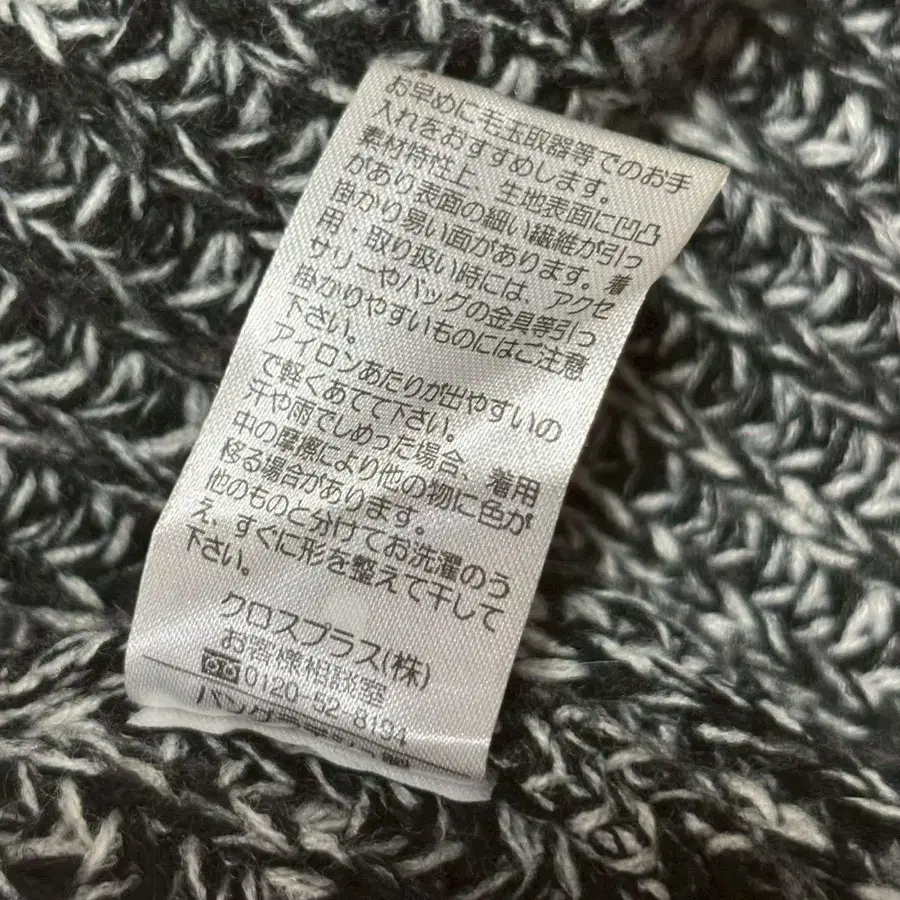 お早めに毛玉取器等でのお手
入れをおすすめします。
素材特性上、生地表面に凹凸
があり表面の細い繊維が引っ
掛かり易い面があります。着
用・取り扱い時には、アクセ
サリーやバッグの金具等引っ
掛かりやすいものにはご注意
下さい。
アイロンあたりが出やすいの
で軽くあてて下さい。
汗や雨でしめった場合、着用
中の摩擦により他の物に色が
移る場合があります。
他のものと分けてお洗濯のう
え、すぐに形を整えて干して
下さい。
クロスプラス(株)
お客様相談室
0120-52-8194